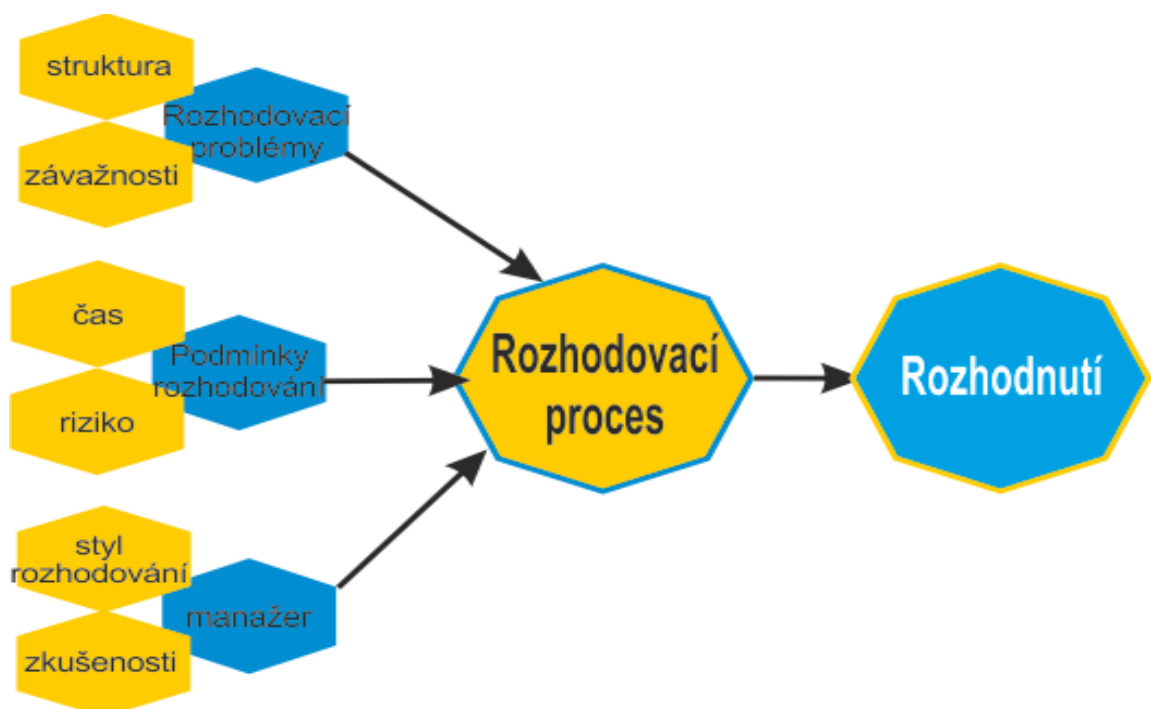 struktura
Rozhodovací
problémy
závažnosti
čas
Podmínky
rozhodování
riziko
styl
rozhodování
manažer
zkušenosti
Rozhodovací
proces
Rozhodnutí